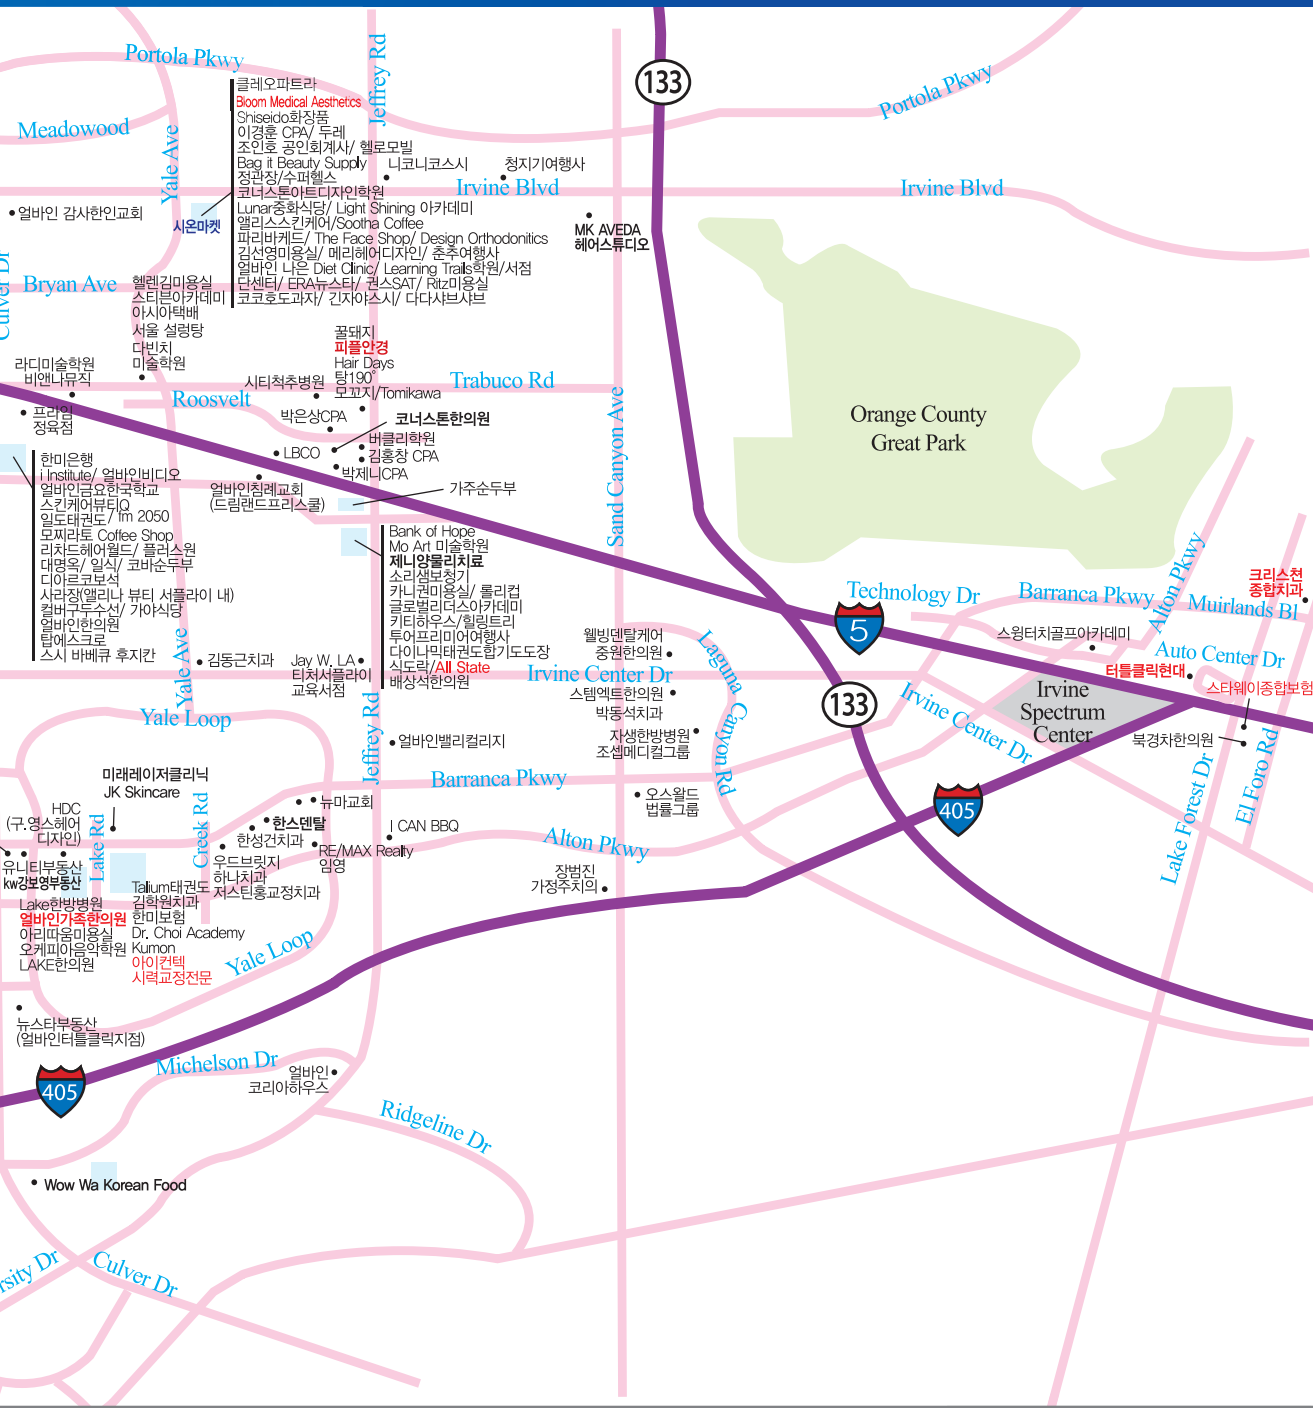 Portola Pkwy
Jeffrey Rd
133
Portola Pkwy
Meadowood
Yale Ave
클레오파트라
Bloom Medical Aesthetics
Shiseido화장품
이경훈 CPA/ 두레
조인호 공인회계사/ 헬로모빌
Bag it Beauty Supply
정관장/수퍼헬스
코너스톤아트디자인학원
Lunar중화식당/ Light Shining 아카데미
앨리스스킨케어/Sootha Coffee
파리바케드/ The Face Shop/ Design Orthodonitics
김선영미용실/ 메리헤어디자인/ 춘추여행사
얼바인 나은 Diet Clinic/ Learning Trails학원/서점
단센터/ ERA뉴스타/ 권스SAT/ Ritz미용실
코코호도과자/ 긴자야스시/ 다다샤브샤브
니코니코스시
청지기여행사
Irvine Blvd
Irvine Blvd
얼바인 감사한인교회
시온마켓
MK AVEDA
헤어스튜디오
Culver Dr
Bryan Ave
헬렌김미용실
스티븐아카데미
아시아택배
서울 설렁탕
다빈치
미술학원
꿀돼지
피플안경
Hair Days
탕190°
모꼬지/Tomikawa
라디미술학원
비앤나뮤직
시티척추병원
Trabuco Rd
Roosvelt
프라임
정육점
박은상CPA
코너스톤한의원
버클리학원
김홍창 CPA
LBCO
박제니CPA
Sand Canyon Ave
Orange County
Great Park
얼바인침례교회
(드림랜드프리스쿨)
가주순두부
한미은행
i Institute/ 얼바인비디오
얼바인금요한국학교
스킨케어뷰티Q
일도태권도/ fm 2050
모찌라토 Coffee Shop
리차드헤어월드/ 플러스원
대명옥/ 일식/ 코바순두부
디아르코보석
사라장(앨리나 뷰티 서플라이 내)
컬버구두수선/ 가야식당
얼바인한의원
탑에스크로
스시 바베큐 후지칸
Bank of Hope
Mo Art 미술학원
제니양물리치료
소리샘보청기
카니권미용실/ 롤리컵
글로벌리더스아카데미
키티하우스/힐링트리
투어프리미어여행사
다이나믹태권도합기도도장
식도락/All State
배상석한의원
Yale Ave
김동근치과
Jay W. LA
티처서플라이
교육서점
웰빙덴탈케어
중원한의원
Irvine Center Dr
스템엑트한의원
박동석치과
자생한방병원
조셉메디컬그룹
Laguna Canyon Rd
5
Technology Dr
Barranca Pkwy
Alton Pkwy
Muirlands Bl
크리스천
종합치과
스윙터치골프아카데미
Auto Center Dr
터틀클릭현대
스타웨이종합보험
Irvine
Spectrum
Center
북경차한의원
Irvine Center Dr
133
405
Lake Forest Dr
El Foro Rd
Yale Loop
Jeffrey Rd
얼바인밸리컬리지
Barranca Pkwy
미래레이저클리닉
JK Skincare
HDC
(구.영스헤어
디자인)
Lake Rd
Creek Rd
뉴마교회
한스덴탈
한성건치과
I CAN BBQ
RE/MAX Realty
임영
오스왈드
법률그룹
Alton Pkwy
장범진
가정주치의
유니티부동산
kw강보영부동산
우드브릿지
하나치과
저스틴홍교정치과
Lake한방병원
얼바인가족한의원
아리따움미용실
오케피아음악학원
LAKE한의원
Tallium태권도
김학원치과
한미보험
Dr. Choi Academy
Kumon
아이컨텍
시력교정전문
Yale Loop
뉴스타부동산
(얼바인터틀클릭지점)
405
Michelson Dr
얼바인
코리아하우스
Ridgeline Dr
Wow Wa Korean Food
rsity Dr
Culver Dr